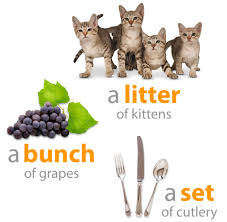 a litter
of kittens
a bunch
of grapes
a set
of cutlery